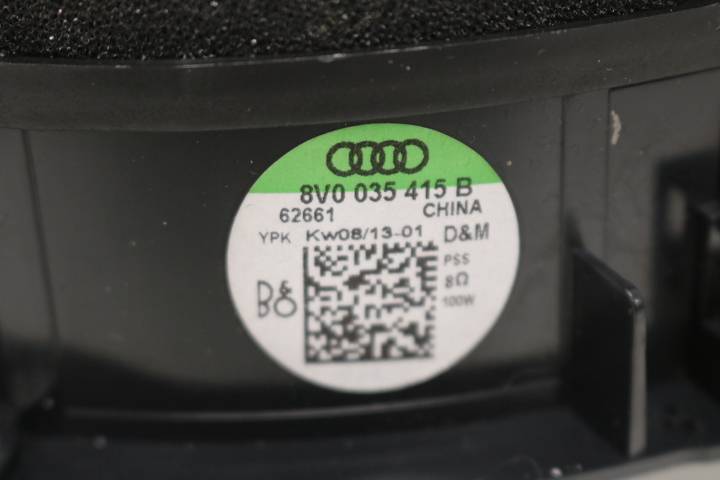 8V0 035 415 B
62661 CHINA
YPK Kw08/13-01 D&M
PSS
B&O 8Ω
100W